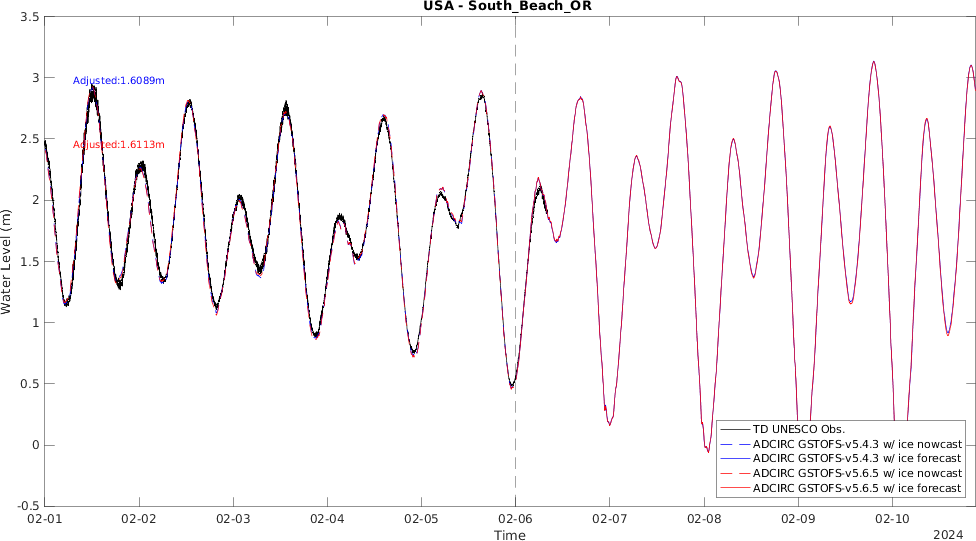 USA - South_Beach_OR
3.5
3
2.5
2
1.5
1
0.5
0
-0.5
Water Level (m)
Adjusted:1.6089m
Adjusted:1.6113m
TD UNESCO Obs.
ADCIRC GSTOFS-v5.4.3 w/ ice nowcast
ADCIRC GSTOFS-v5.4.3 w/ ice forecast
ADCIRC GSTOFS-v5.6.5 w/ ice nowcast
ADCIRC GSTOFS-v5.6.5 w/ ice forecast
02-01 02-02 02-03 02-04 02-05 02-06 02-07 02-08 02-09 02-10
Time
2024